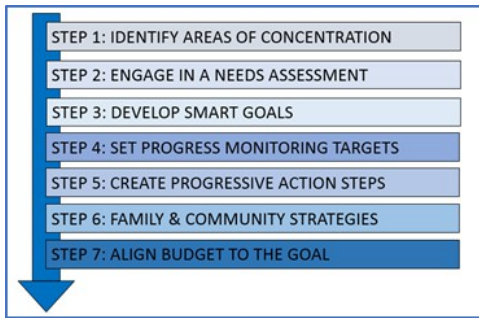 STEP 1: IDENTIFY AREAS OF CONCENTRATION
STEP 2: ENGAGE IN A NEEDS ASSESSMENT
STEP 3: DEVELOP SMART GOALS
STEP 4: SET PROGRESS MONITORING TARGETS
STEP 5: CREATE PROGRESSIVE ACTION STEPS
STEP 6: FAMILY & COMMUNITY STRATEGIES
STEP 7: ALIGN BUDGET TO THE GOAL